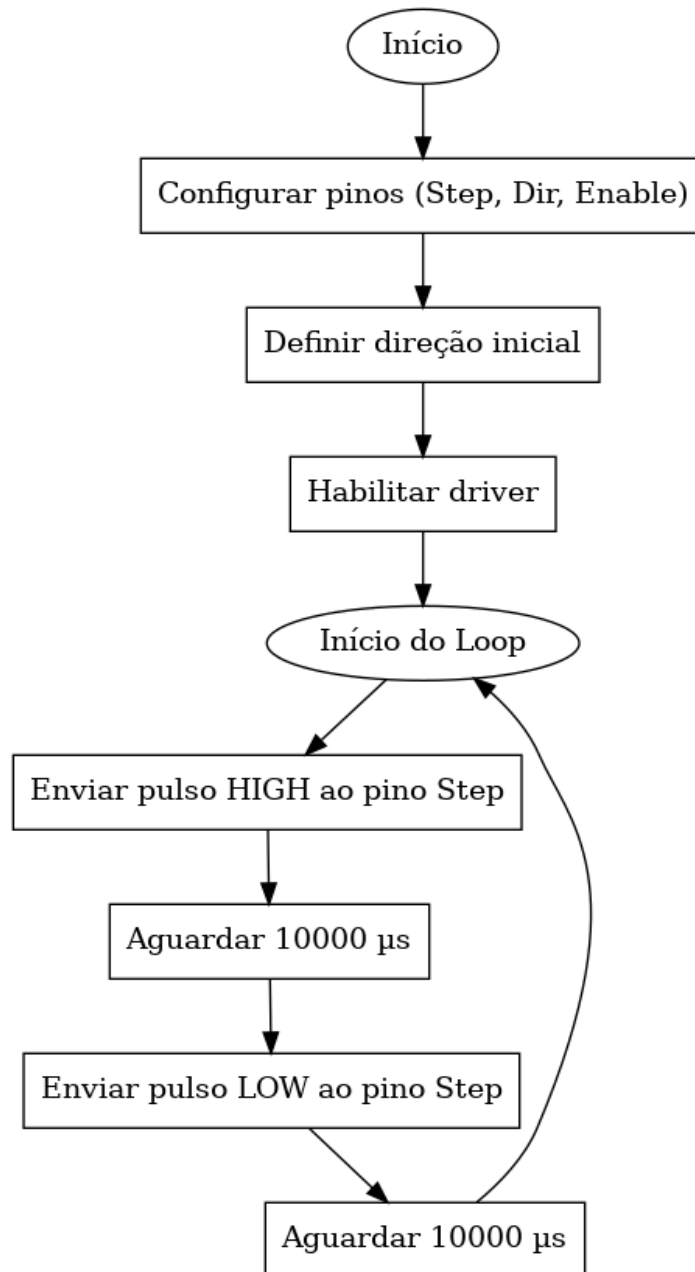 Início
Configurar pinos (Step, Dir, Enable)
Definir direção inicial
Habilitar driver
Início do Loop
Enviar pulso HIGH ao pino Step
Aguardar 10000 µs
Enviar pulso LOW ao pino Step
Aguardar 10000 µs